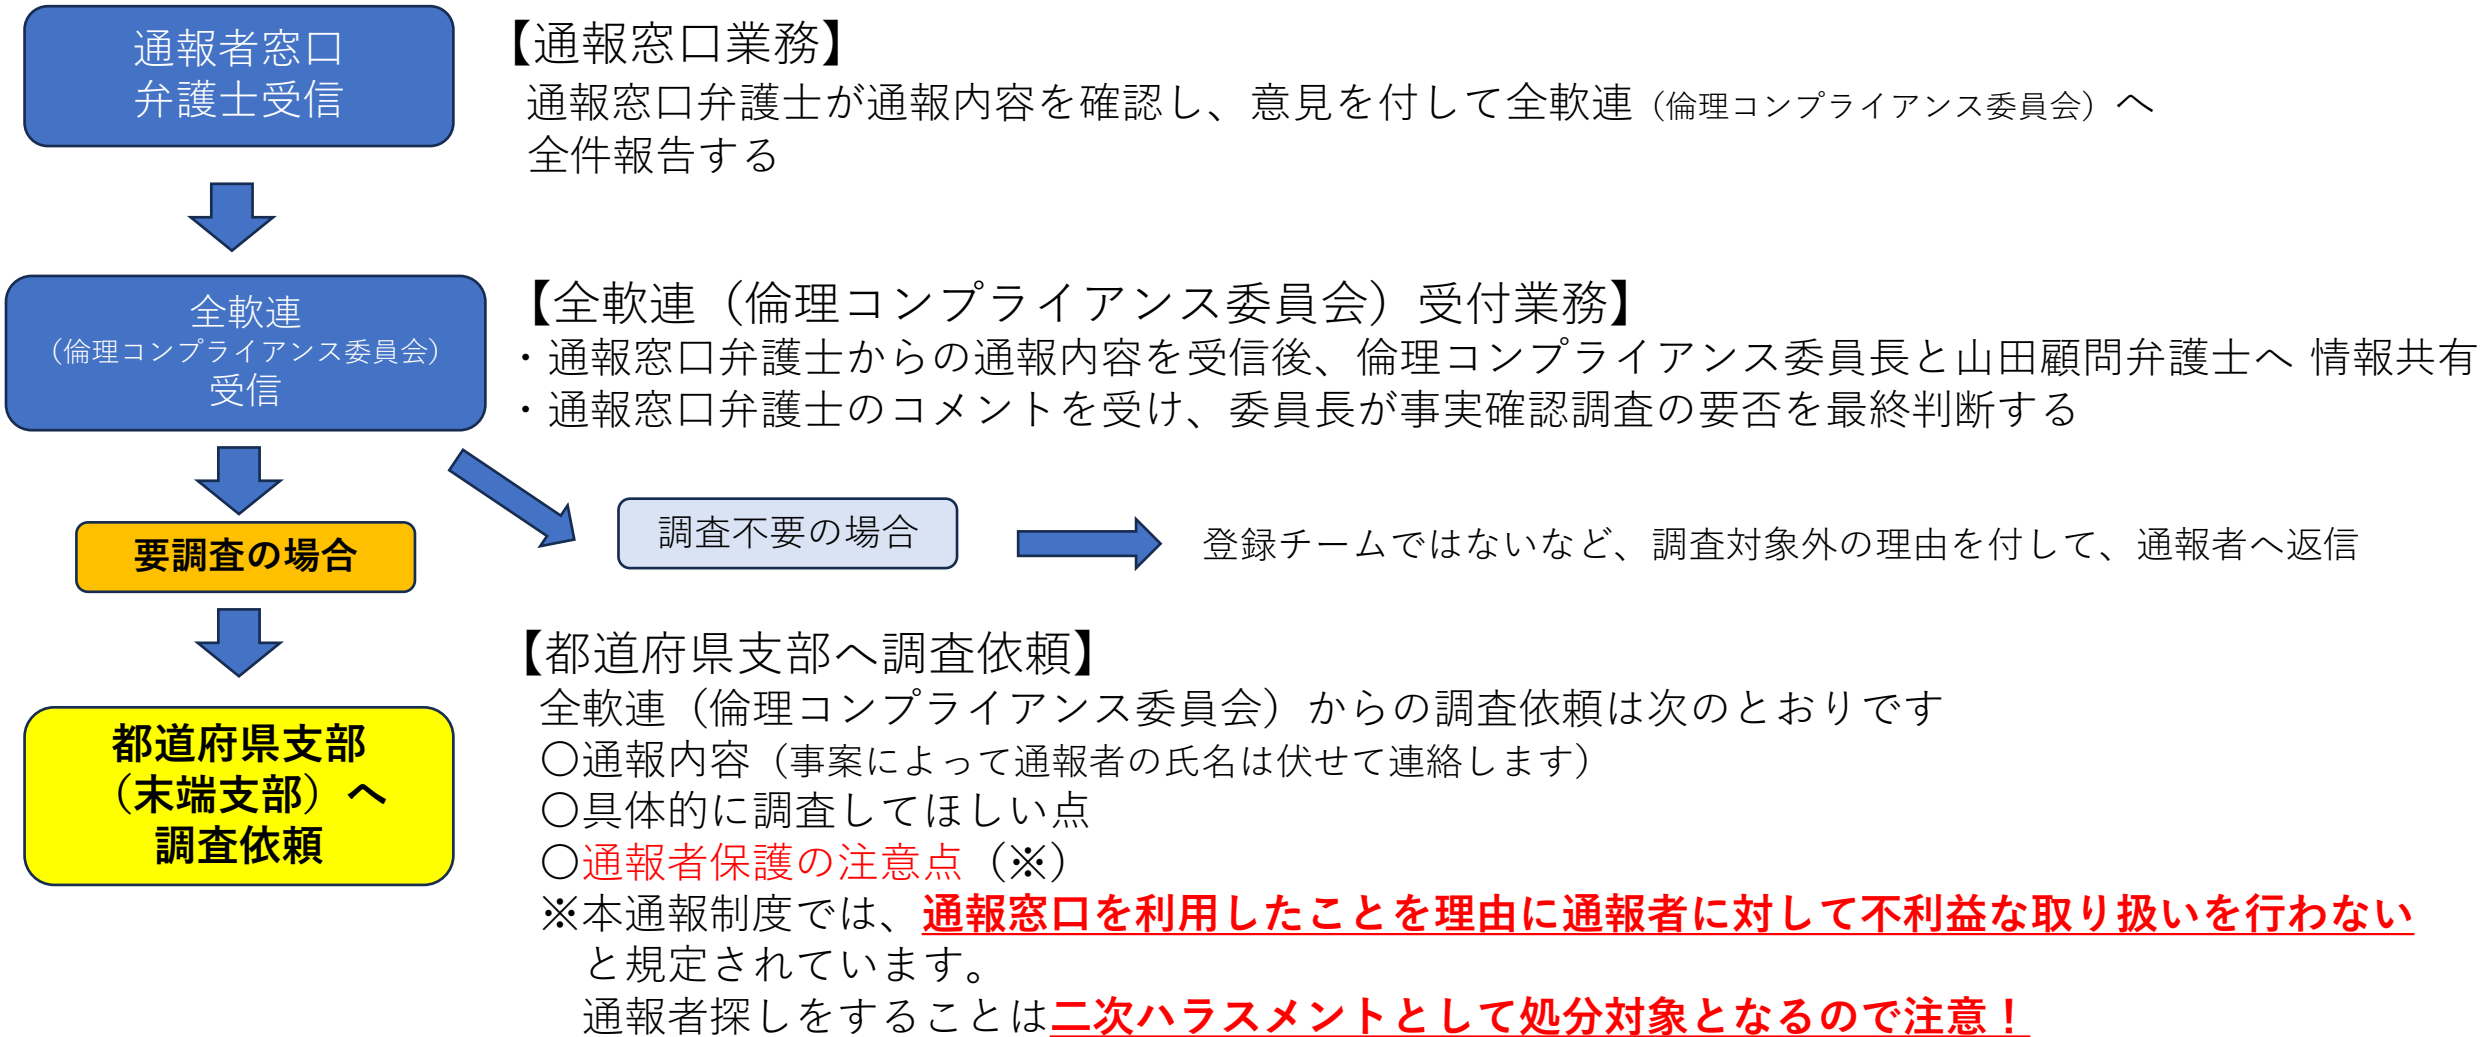 通報者窓口
弁護士受信
【通報窓口業務】
通報窓口弁護士が通報内容を確認し、意見を付して全軟連（倫理コンプライアンス委員会）へ
全件報告する
全軟連
（倫理コンプライアンス委員会）
受信
【全軟連（倫理コンプライアンス委員会）受付業務】
・通報窓口弁護士からの通報内容を受信後、倫理コンプライアンス委員長と山田顧問弁護士へ 情報共有
・通報窓口弁護士のコメントを受け、委員長が事実確認調査の要否を最終判断する
要調査の場合
調査不要の場合
登録チームではないなど、調査対象外の理由を付して、通報者へ返信
都道府県支部
（末端支部）へ
調査依頼
【都道府県支部へ調査依頼】
全軟連（倫理コンプライアンス委員会）からの調査依頼は次のとおりです
〇通報内容（事案によって通報者の氏名は伏せて連絡します）
〇具体的に調査してほしい点
〇通報者保護の注意点（※）
※本通報制度では、通報窓口を利用したことを理由に通報者に対して不利益な取り扱いを行わない
と規定されています。
通報者探しをすることは二次ハラスメントとして処分対象となるので注意！